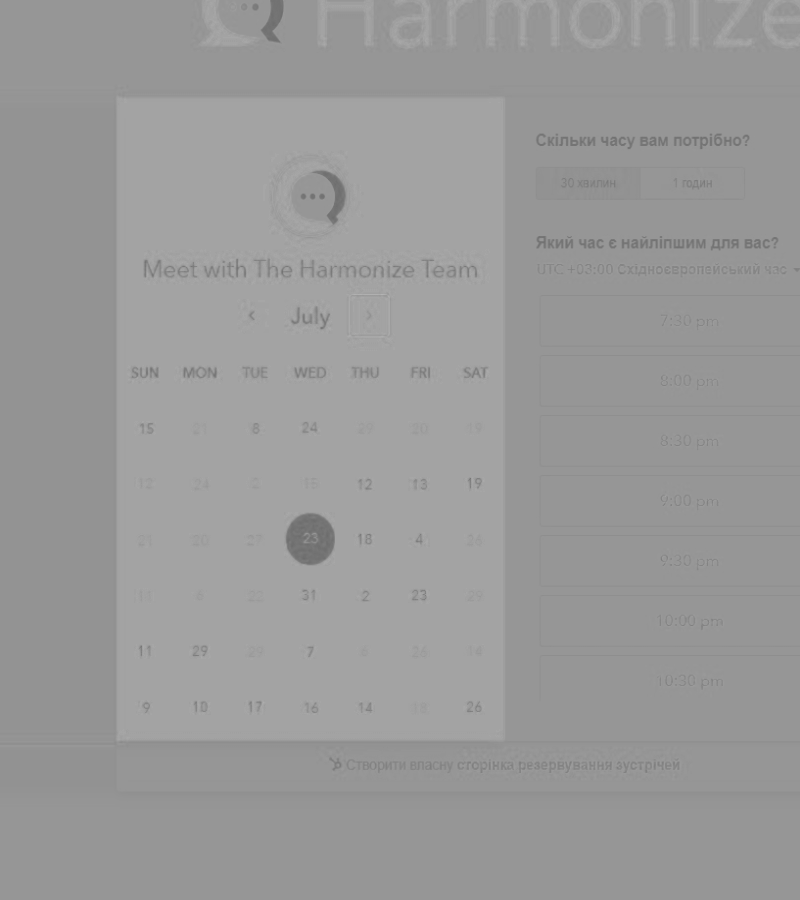 Harmonize
Meet with The Harmonize Team
July
SUN MON TUE WED THU FRI SAT
15 21 8 24 29 20 19
12 24 2 15 12 13 19
21 20 27 23 18 4 26
11 8 22 31 2 23 29
11 29 29 7 6 26 14
9 10 17 16 14 26
Скільки часу вам потрібно?
30 хвилин 1 годин
Який час є найліпшим для вас?
UTC +03:00 Східноєвропейський час
7:30 pm
8:00 pm
8:30 pm
9:00 pm
9:30 pm
10:00 pm
10:30 pm
Створити власну сторінка резервування зустрічей